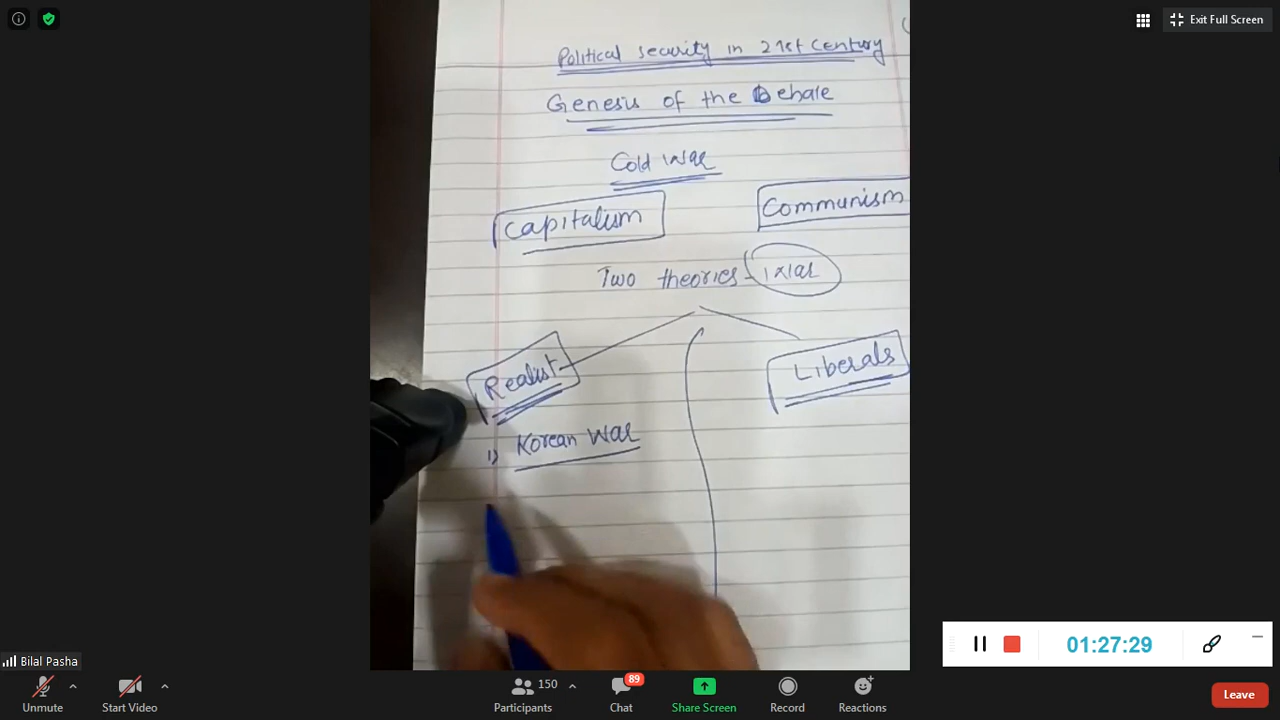 Exit Full Screen
Political security in 21st Century
Genesis of the Debate
Cold War
Capitalism
Communism
Two theories -
Realist
Liberals
1) Korean War
01:27:29
Bilal Pasha
Unmute
Start Video
150
Participants
89
Chat
Share Screen
Record
Reactions
Leave